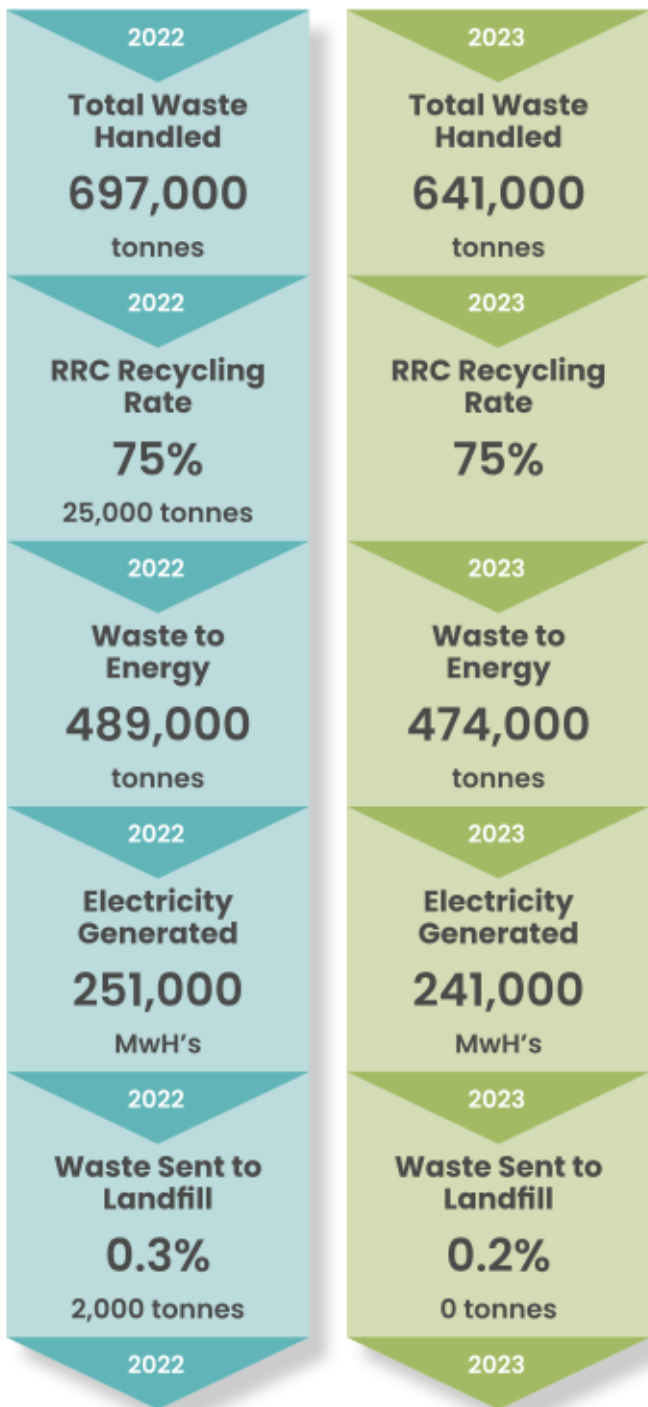 2022
Total Waste
Handled
697,000
tonnes
2022
RRC Recycling
Rate
75%
25,000 tonnes
2022
Waste to
Energy
489,000
tonnes
2022
Electricity
Generated
251,000
MwH's
2022
Waste Sent to
Landfill
0.3%
2,000 tonnes
2022
2023
Total Waste
Handled
641,000
tonnes
2023
RRC Recycling
Rate
75%
2023
Waste to
Energy
474,000
tonnes
2023
Electricity
Generated
241,000
MwH's
2023
Waste Sent to
Landfill
0.2%
0 tonnes
2023